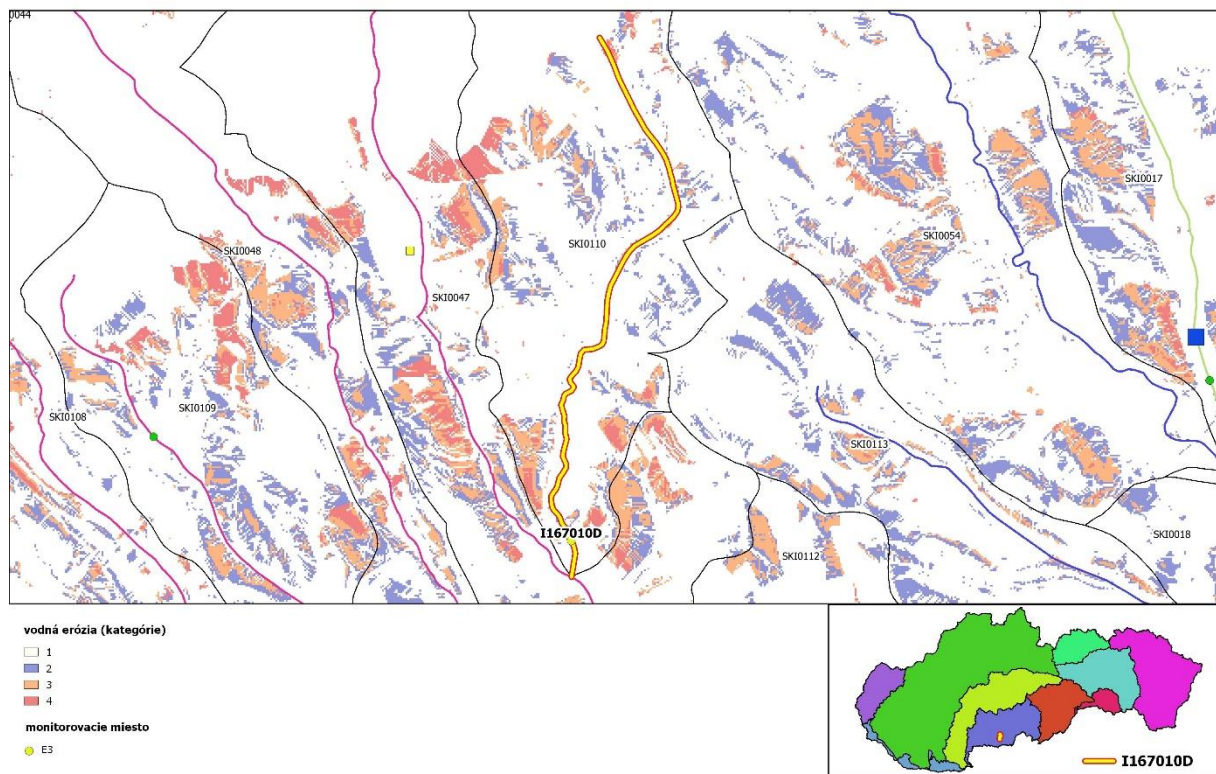 0044
SKI0017
SKI0054
SKI0110
SKI0048
SKI0047
SKI0109
SKI0108
SKI0113
I167010D
SKI0018
SKI0112
vodná erózia (kategórie)
1
2
3
4
monitorovacie miesto
E3
I167010D